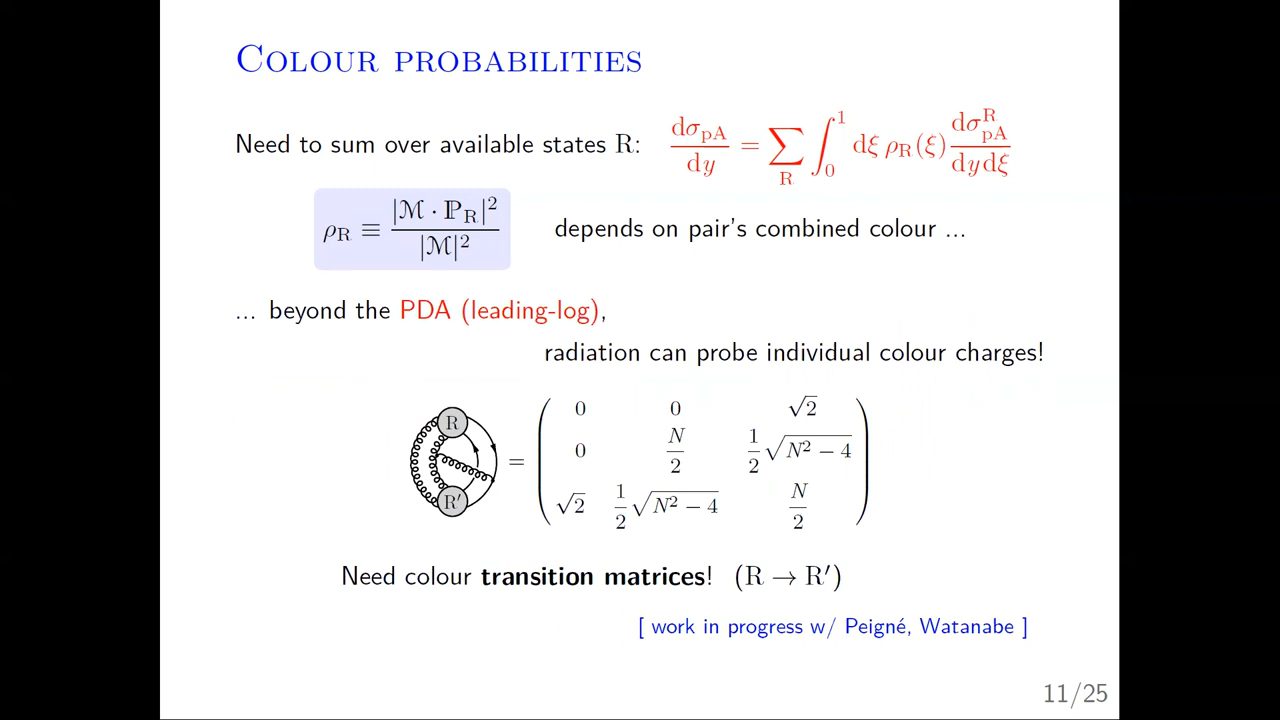 COLOUR PROBABILITIES
Need to sum over available states R: dσ_pA/dy = ∑_R ∫_0^1 dξ ρ_R(ξ) dσ^R_pA/dydξ
ρ_R ≡ |ℳ · ℙ_R|²/|ℳ|² depends on pair's combined colour ...
... beyond the PDA (leading-log),
radiation can probe individual colour charges!
R
R′
=
0 0 √2
0 N/2 1/2 √(N² − 4)
√2 1/2 √(N² − 4) N/2
Need colour transition matrices! (R → R′)
[ work in progress w/ Peigné, Watanabe ]
11/25